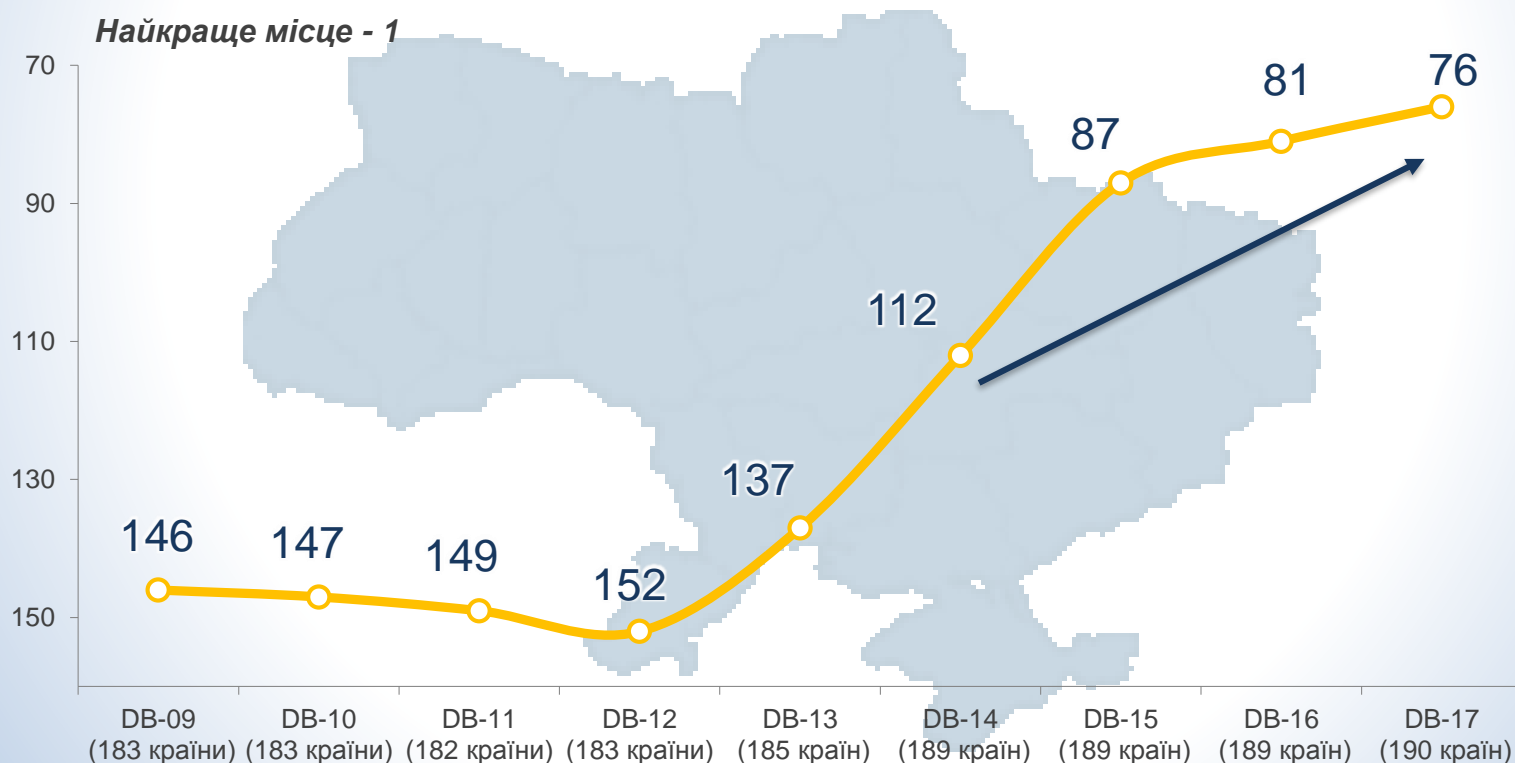 Найкраще місце - 1
70
90
110
130
150
146
147
149
152
137
112
87
81
76
DB-09
(183 країни)
DB-10
(183 країни)
DB-11
(182 країни)
DB-12
(183 країни)
DB-13
(185 країн)
DB-14
(189 країн)
DB-15
(189 країн)
DB-16
(189 країн)
DB-17
(190 країн)